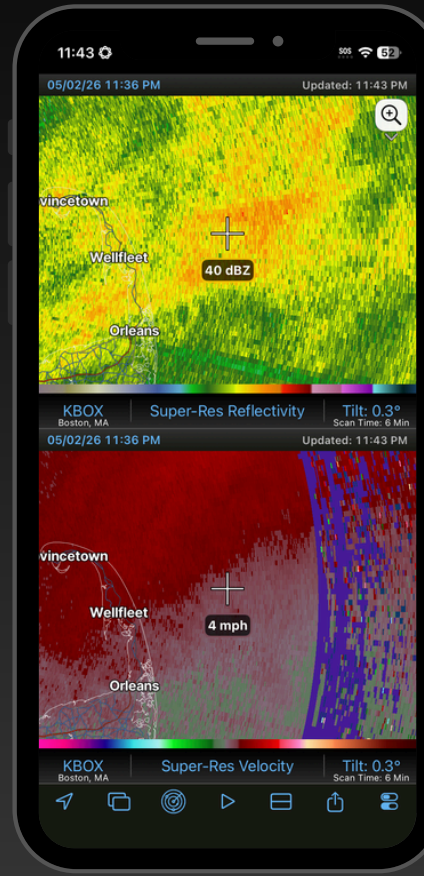 11:43
SOS 52
05/02/26 11:36 PM Updated: 11:43 PM
vincetown
Wellfleet
40 dBZ
Orleans
KBOX Super-Res Reflectivity Tilt: 0.3°
Boston, MA Scan Time: 6 Min
05/02/26 11:36 PM Updated: 11:43 PM
vincetown
Wellfleet
4 mph
Orleans
KBOX Super-Res Velocity Tilt: 0.3°
Boston, MA Scan Time: 6 Min